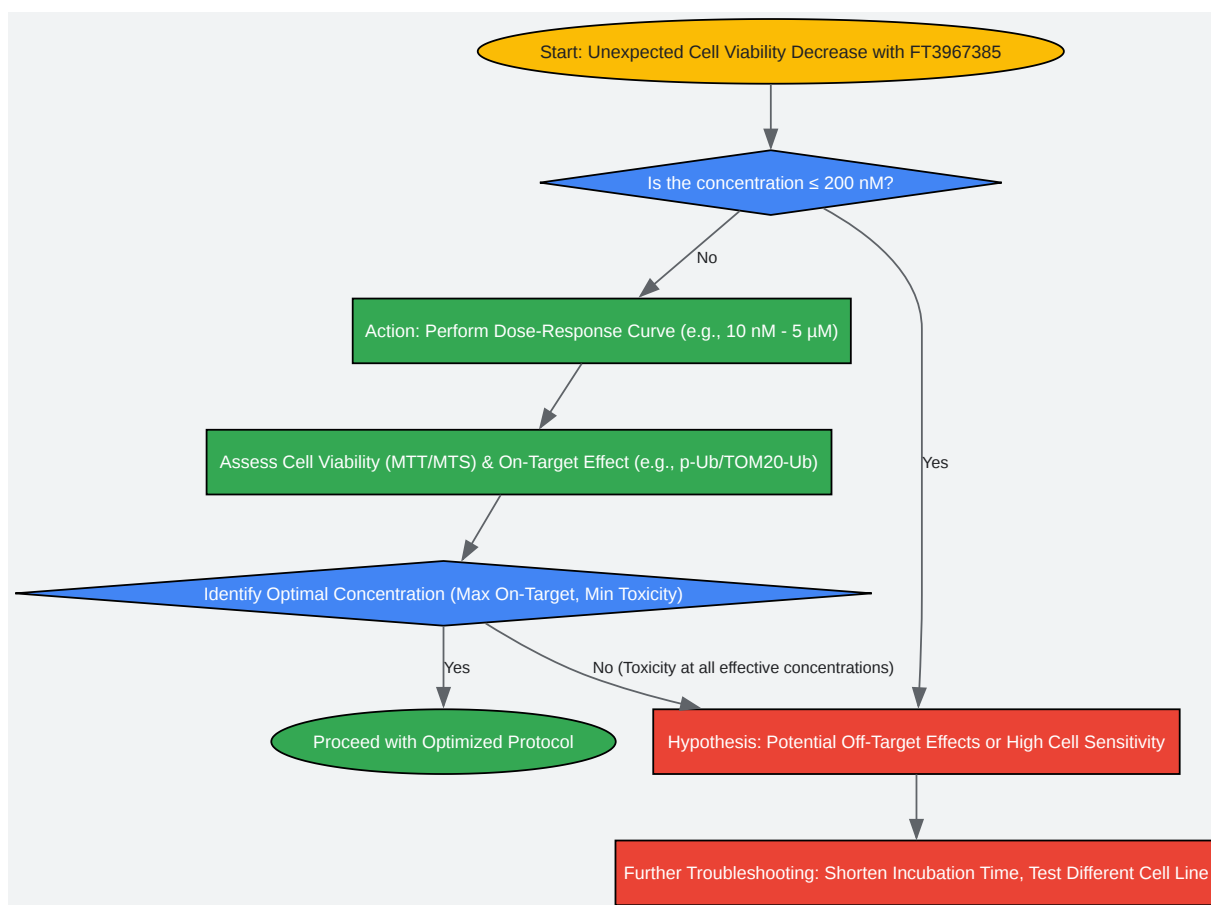 Start: Unexpected Cell Viability Decrease with FT3967385
Is the concentration ≤ 200 nM?
No
Action: Perform Dose-Response Curve (e.g., 10 nM - 5 µM)
Assess Cell Viability (MTT/MTS) & On-Target Effect (e.g., p-Ub/TOM20-Ub)
Yes
Identify Optimal Concentration (Max On-Target, Min Toxicity)
Yes
No (Toxicity at all effective concentrations)
Proceed with Optimized Protocol
Hypothesis: Potential Off-Target Effects or High Cell Sensitivity
Further Troubleshooting: Shorten Incubation Time, Test Different Cell Line